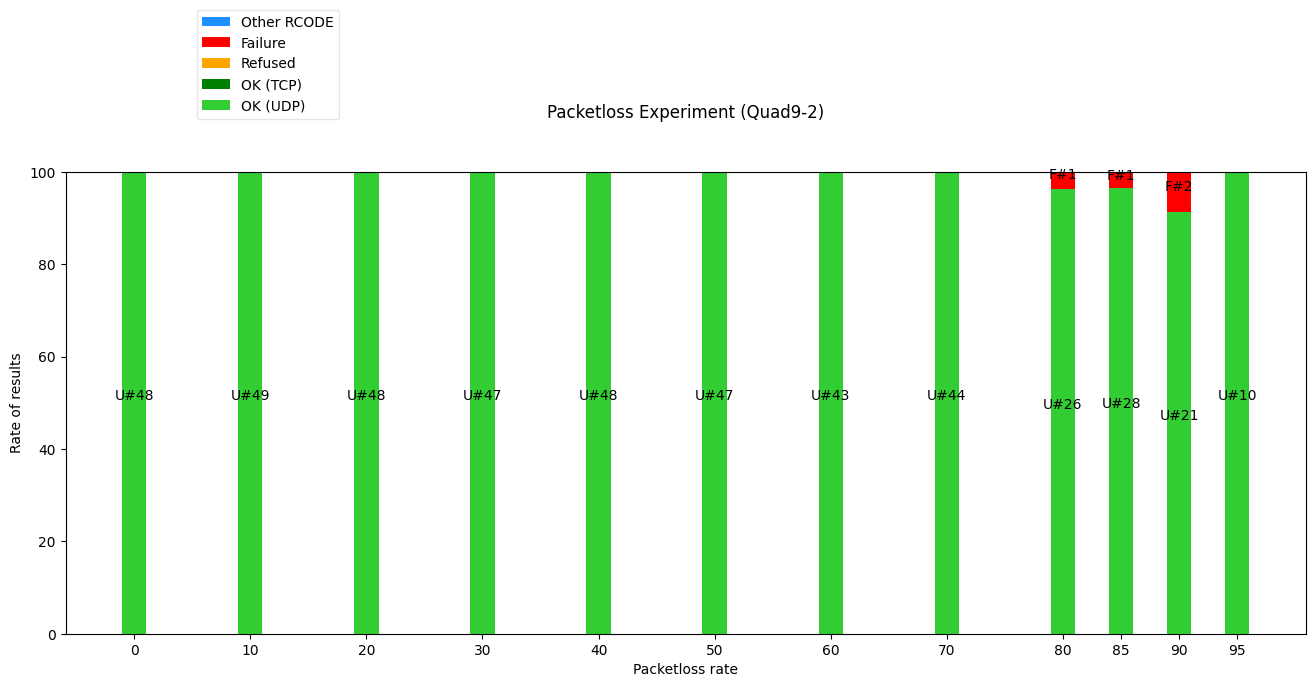 Other RCODE
Failure
Refused
OK (TCP)
OK (UDP)
Packetloss Experiment (Quad9-2)
Rate of results
100
80
60
40
20
0
F#1
F#1
F#2
U#48
U#49
U#48
U#47
U#48
U#47
U#43
U#44
U#26
U#28
U#21
U#10
0
10
20
30
40
50
60
70
80
85
90
95
Packetloss rate